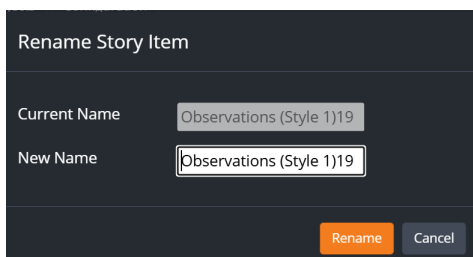 Rename Story Item
Current Name Observations (Style 1)19
New Name Observations (Style 1)19
Rename Cancel